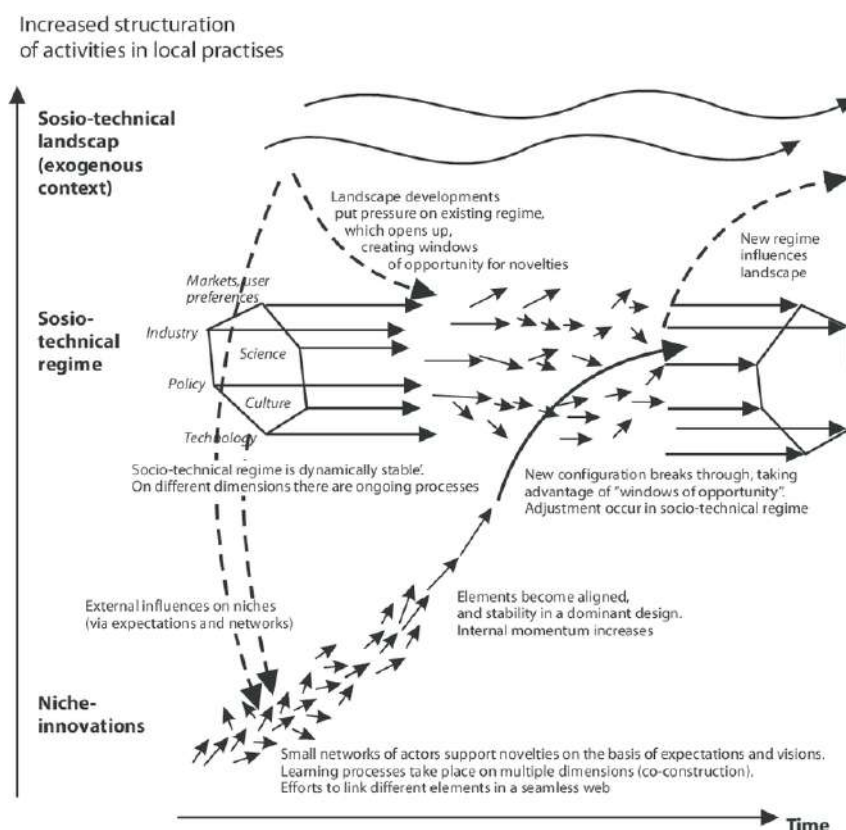 Increased structuration
of activities in local practises
Sosio-technical
landscap
(exogenous
context)
Landscape developments
put pressure on existing regime,
which opens up,
creating windows
of opportunity for novelties
New regime
influences
landscape
Markets, user
preferences
Sosio-
technical
regime
Industry
Science
Policy
Culture
Technology
Socio-technical regime is dynamically stable'.
On different dimensions there are ongoing processes
New configuration breaks through, taking
advantage of "windows of opportunity".
Adjustment occur in socio-technical regime
External influences on niches
(via expectations and networks)
Elements become aligned,
and stability in a dominant design.
Internal momentum increases
Niche-
innovations
Small networks of actors support novelties on the basis of expectations and visions.
Learning processes take place on multiple dimensions (co-construction).
Efforts to link different elements in a seamless web
Time